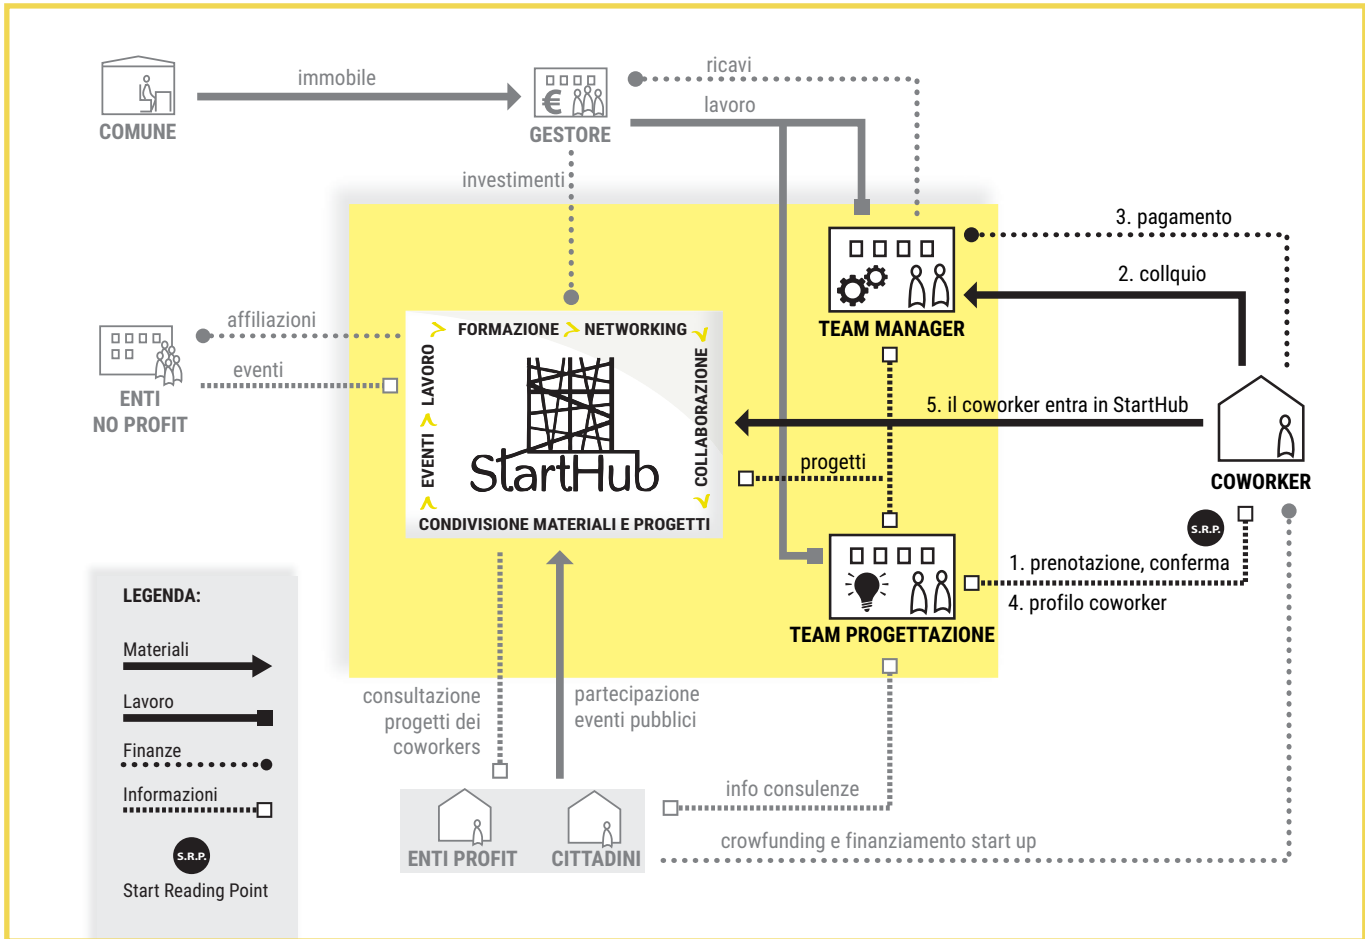 immobile
COMUNE
GESTORE
ricavi
lavoro
investimenti
3. pagamento
2. collquio
TEAM MANAGER
affiliazioni
eventi
ENTI
NO PROFIT
FORMAZIONE
NETWORKING
LAVORO
EVENTI
COLLABORAZIONE
StartHub
CONDIVISIONE MATERIALI E PROGETTI
5. il coworker entra in StartHub
progetti
COWORKER
S.R.P.
1. prenotazione, conferma
4. profilo coworker
TEAM PROGETTAZIONE
LEGENDA:
Materiali
Lavoro
Finanze
Informazioni
S.R.P.
Start Reading Point
consultazione
progetti dei
coworkers
partecipazione
eventi pubblici
info consulenze
crowfunding e finanziamento start up
ENTI PROFIT
CITTADINI
€